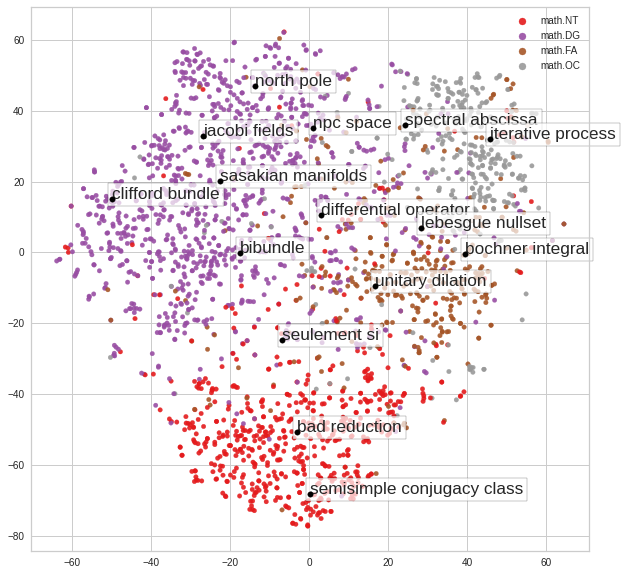 math.NT
math.DG
math.FA
math.OC
60
40
20
0
−20
−40
−60
−80
north pole
npc space
spectral abscissa
jacobi fields
iterative process
sasakian manifolds
clifford bundle
differential operator
lebesgue nullset
bibundle
bochner integral
unitary dilation
seulement si
bad reduction
semisimple conjugacy class
−60
−40
−20
0
20
40
60